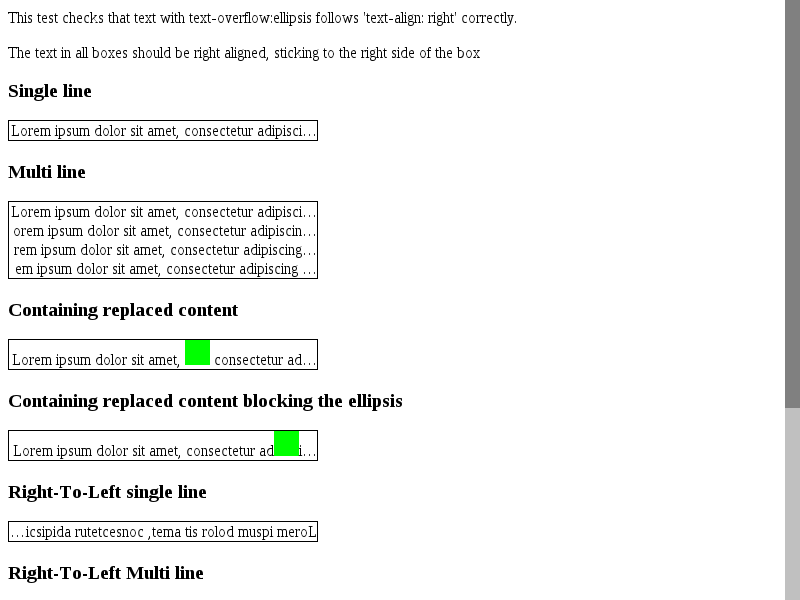 This test checks that text with text-overflow:ellipsis follows 'text-align: right' correctly.
The text in all boxes should be right aligned, sticking to the right side of the box
Single line
Lorem ipsum dolor sit amet, consectetur adipisci…
Multi line
Lorem ipsum dolor sit amet, consectetur adipisci…
orem ipsum dolor sit amet, consectetur adipiscin…
rem ipsum dolor sit amet, consectetur adipiscing…
em ipsum dolor sit amet, consectetur adipiscing …
Containing replaced content
Lorem ipsum dolor sit amet, consectetur ad…
Containing replaced content blocking the ellipsis
Lorem ipsum dolor sit amet, consectetur ad i…
Right-To-Left single line
…icsipida rutetcesnoc ,tema tis rolod muspi meroL
Right-To-Left Multi line